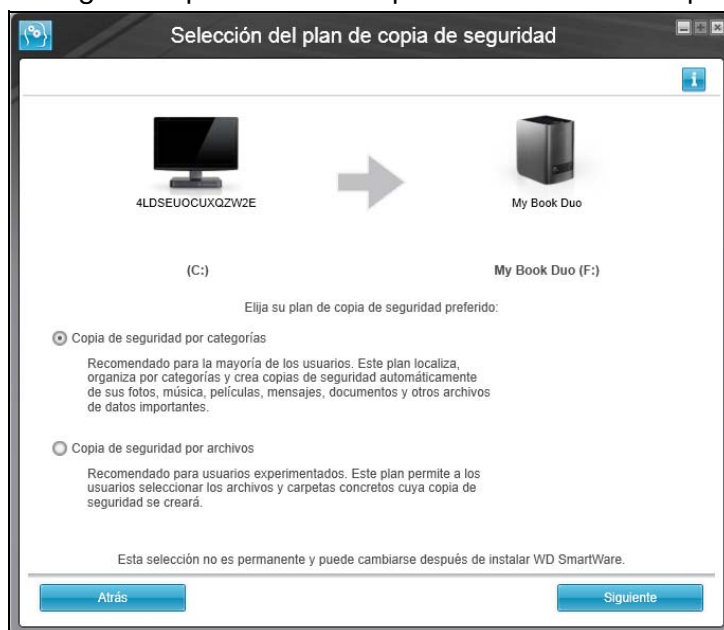 Selección del plan de copia de seguridad
4LDSEUOCUXQZW2E
My Book Duo
(C:)
My Book Duo (F:)
Elija su plan de copia de seguridad preferido:
Copia de seguridad por categorías
Recomendado para la mayoría de los usuarios. Este plan localiza,
organiza por categorías y crea copias de seguridad automáticamente
de sus fotos, música, películas, mensajes, documentos y otros archivos
de datos importantes.
Copia de seguridad por archivos
Recomendado para usuarios experimentados. Este plan permite a los
usuarios seleccionar los archivos y carpetas concretos cuya copia de
seguridad se creará.
Esta selección no es permanente y puede cambiarse después de instalar WD SmartWare.
Atrás
Siguiente